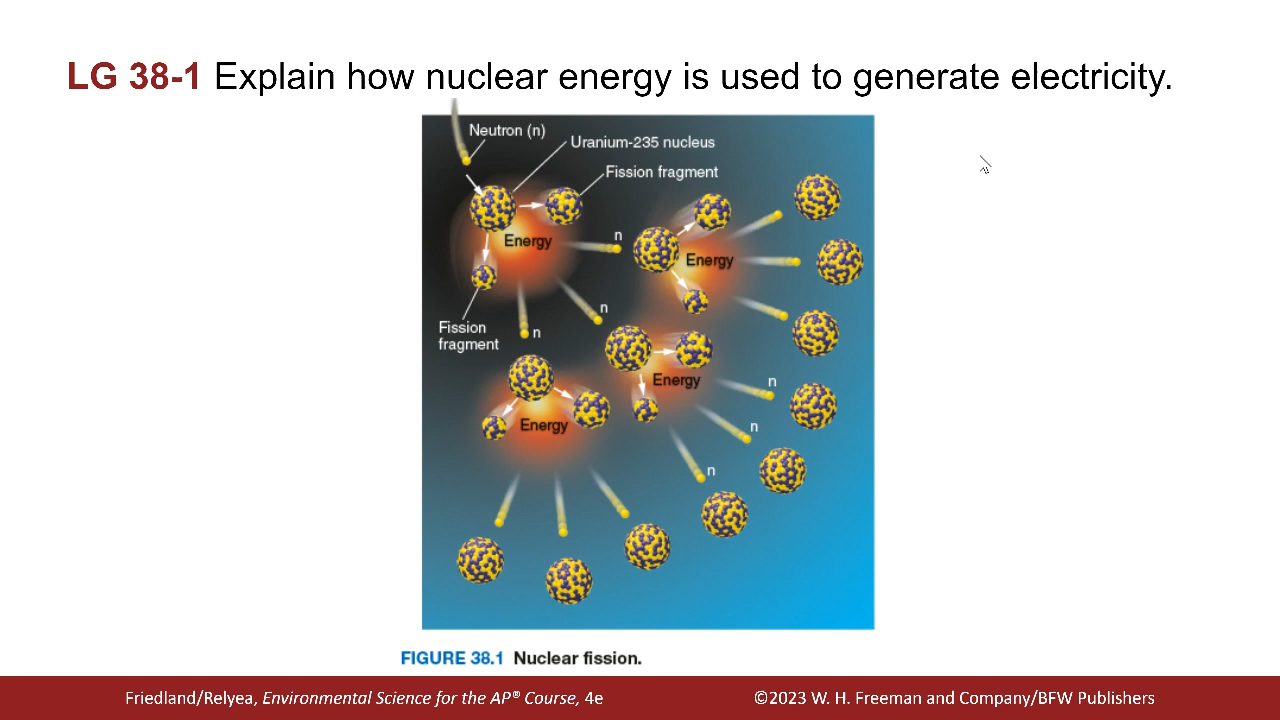 LG 38-1 Explain how nuclear energy is used to generate electricity.
Neutron (n)
Uranium-235 nucleus
Fission fragment
Energy
n
Energy
n
n
Fission
fragment
Energy
n
Energy
n
n
FIGURE 38.1 Nuclear fission.
Friedland/Relyea, Environmental Science for the AP® Course, 4e
©2023 W. H. Freeman and Company/BFW Publishers